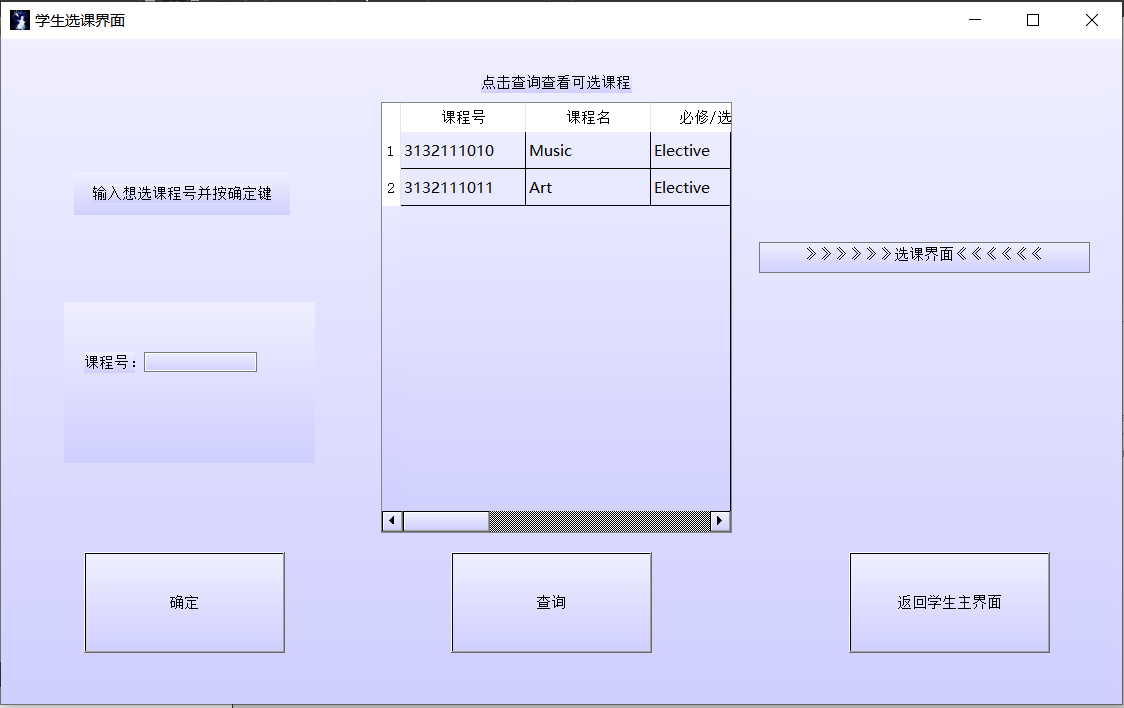 学生选课界面
点击查询查看可选课程
课程号 课程名 必修/选
1 3132111010 Music Elective
2 3132111011 Art Elective
输入想选课程号并按确定键
》》》》》》选课界面《《《《《《
课程号：
确定
查询
返回学生主界面